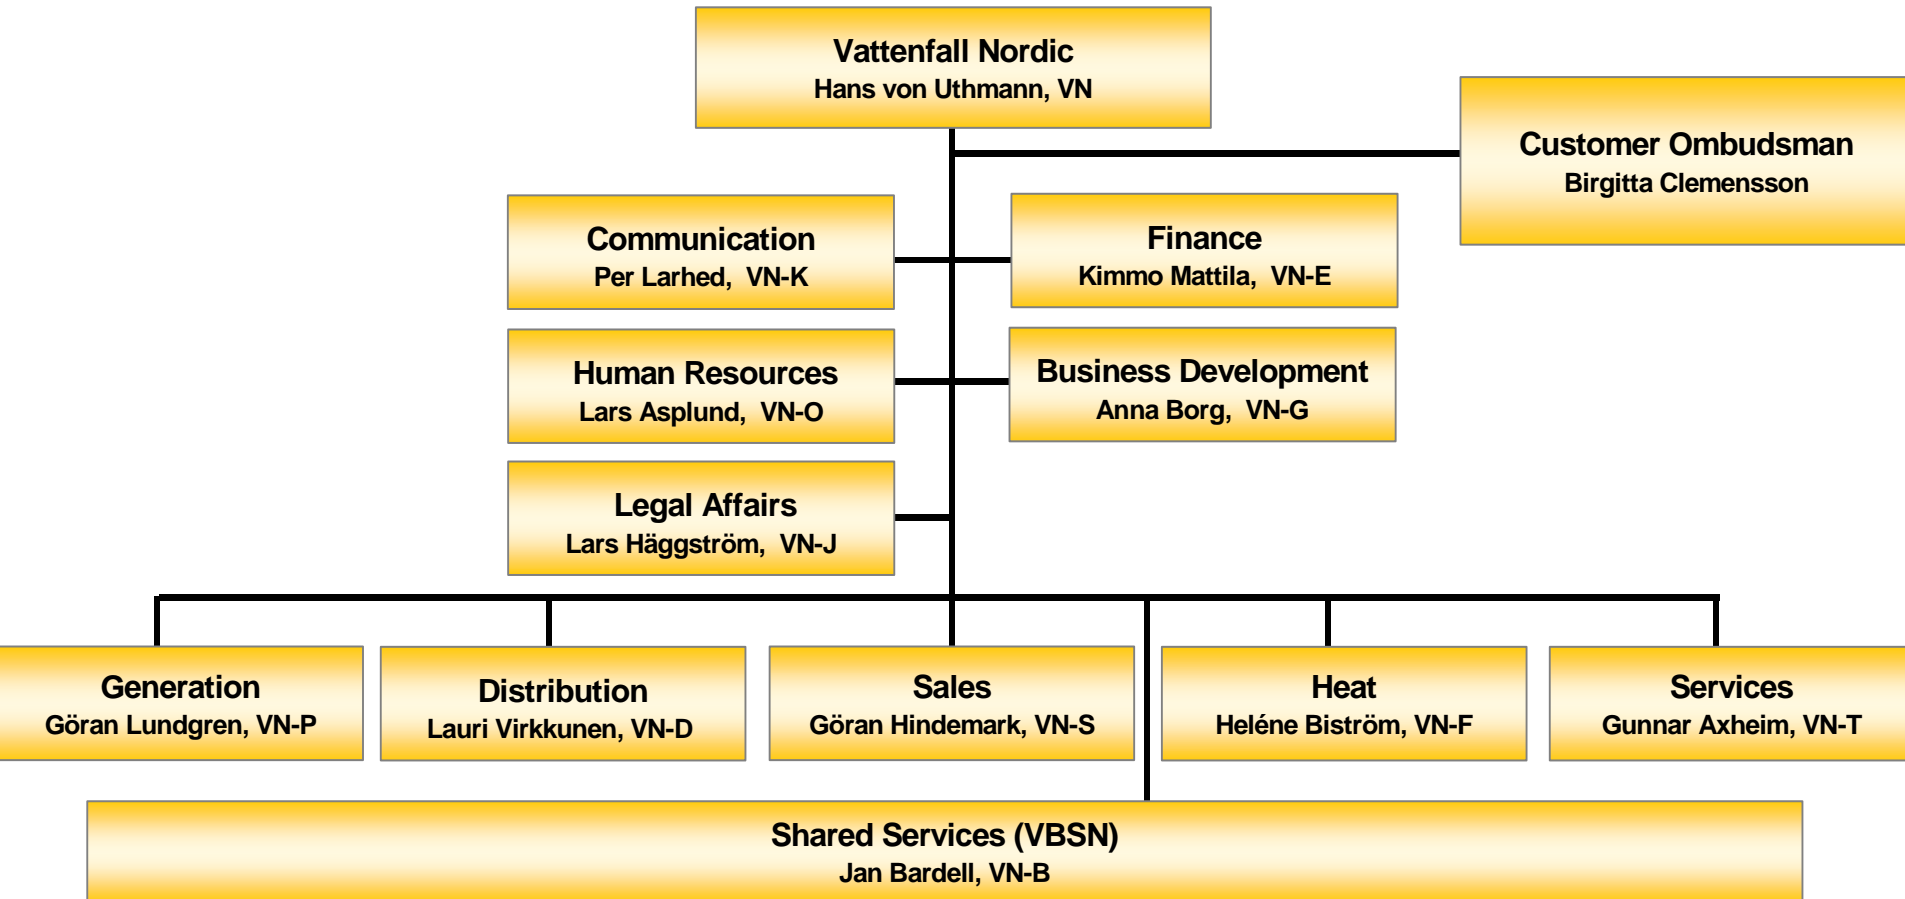 Vattenfall Nordic
Hans von Uthmann, VN
Customer Ombudsman
Birgitta Clemensson
Communication
Per Larhed, VN-K
Finance
Kimmo Mattila, VN-E
Human Resources
Lars Asplund, VN-O
Business Development
Anna Borg, VN-G
Legal Affairs
Lars Häggström, VN-J
Generation
Göran Lundgren, VN-P
Distribution
Lauri Virkkunen, VN-D
Sales
Göran Hindemark, VN-S
Heat
Heléne Biström, VN-F
Services
Gunnar Axheim, VN-T
Shared Services (VBSN)
Jan Bardell, VN-B